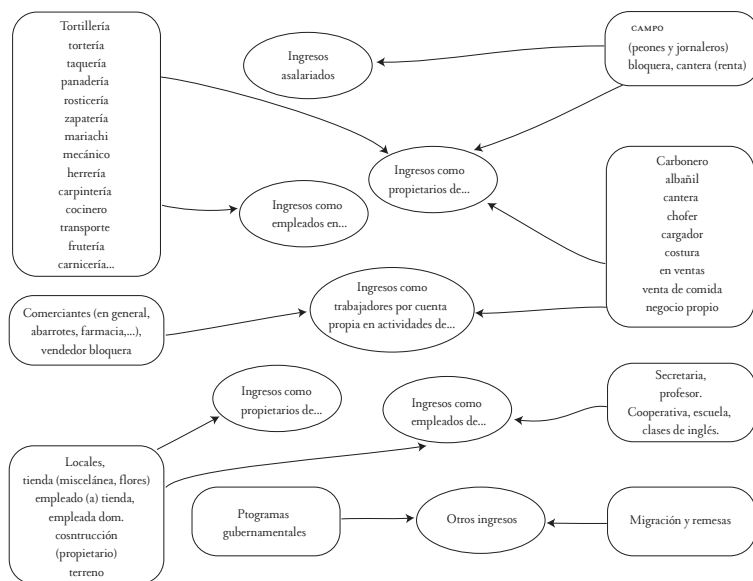 Tortillería
tortería
taquería
panadería
rosticería
zapatería
mariachi
mecánico
herrería
carpintería
cocinero
transporte
frutería
carnicería...
Ingresos
asalariados
CAMPO
(peones y jornaleros)
bloquera, cantera (renta)
Ingresos como
propietarios de...
Ingresos como
empleados en...
Carbonero
albañil
cantera
chofer
cargador
costura
en ventas
venta de comida
negocio propio
Ingresos como
trabajadores por cuenta
propia en actividades de...
Comerciantes (en general,
abarrotes, farmacia,...),
vendedor bloquera
Ingresos como
propietarios de...
Ingresos como
empleados de...
Secretaria,
profesor.
Cooperativa, escuela,
clases de inglés.
Locales,
tienda (miscelánea, flores)
empleado (a) tienda,
empleada dom.
cosntrucción
(propietario)
terreno
Ptogramas
gubernamentales
Otros ingresos
Migración y remesas